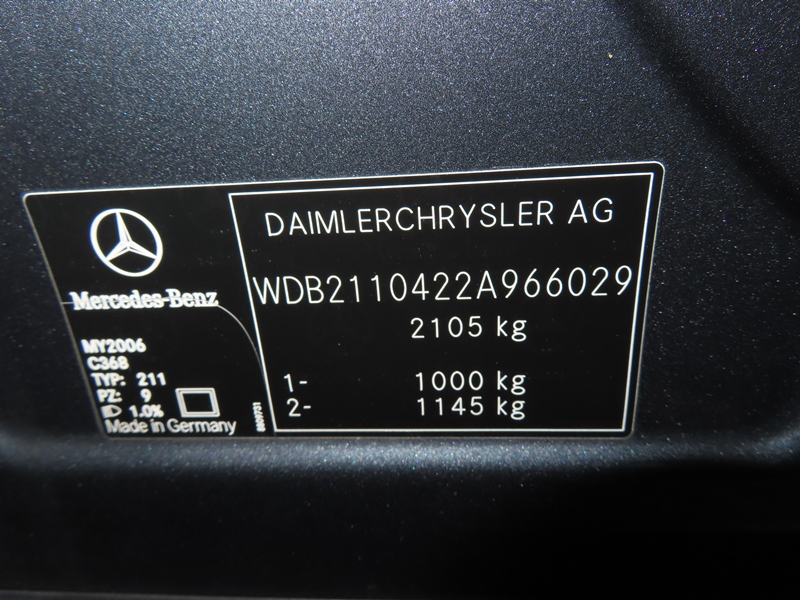 Mercedes-Benz
MY2006
C368
TYP: 211
PZ: 9
1.0%
Made in Germany
DAIMLERCHRYSLER AG
WDB2110422A966029
2105 kg
1- 1000 kg
2- 1145 kg